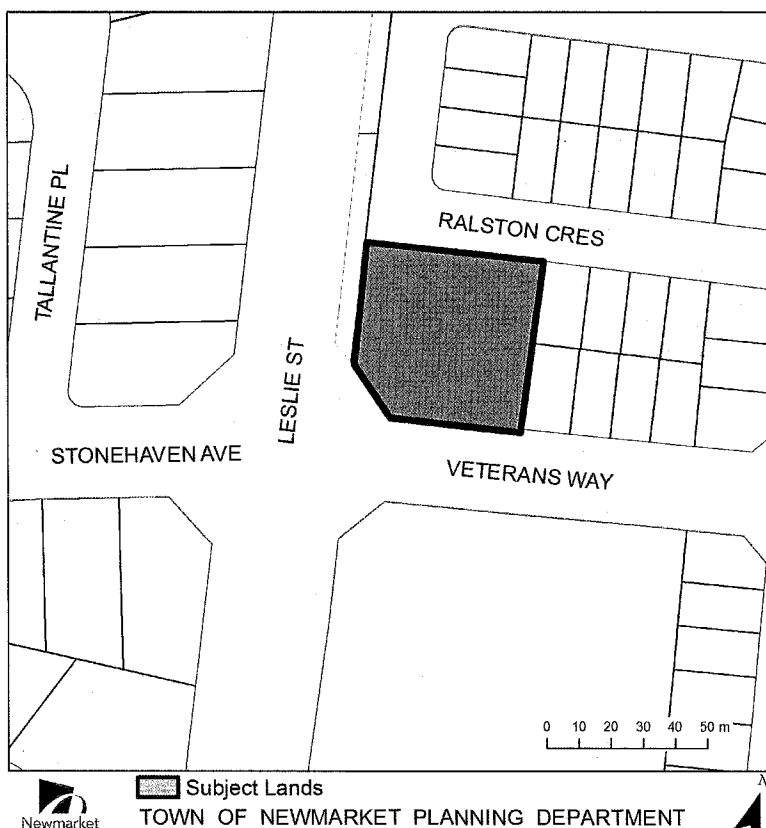 TALLANTINE PL
RALSTON CRES
LESLIE ST
STONEHAVEN AVE
VETERANS WAY
0 10 20 30 40 50 m
Subject Lands
N
Newmarket
TOWN OF NEWMARKET PLANNING DEPARTMENT